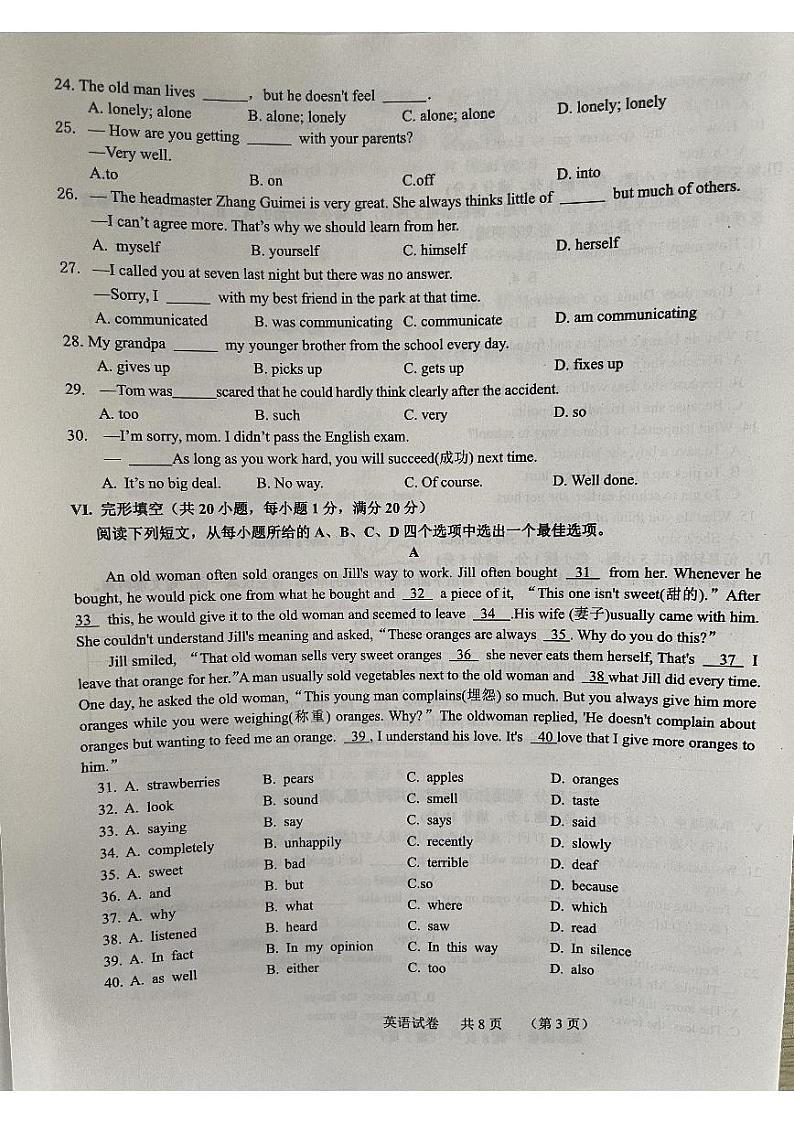 24. The old man lives ______, but he doesn't feel ______.
A. lonely; alone B. alone; lonely C. alone; alone D. lonely; lonely
25. — How are you getting ______ with your parents?
—Very well.
A.to B. on C.off D. into
26. — The headmaster Zhang Guimei is very great. She always thinks little of ______ but much of others.
—I can't agree more. That's why we should learn from her.
A. myself B. yourself C. himself D. herself
27. —I called you at seven last night but there was no answer.
—Sorry, I ______ with my best friend in the park at that time.
A. communicated B. was communicating C. communicate D. am communicating
28. My grandpa ______ my younger brother from the school every day.
A. gives up B. picks up C. gets up D. fixes up
29. —Tom was______scared that he could hardly think clearly after the accident.
A. too B. such C. very D. so
30. —I'm sorry, mom. I didn't pass the English exam.
— ______As long as you work hard, you will succeed(成功) next time.
A. It's no big deal. B. No way. C. Of course. D. Well done.
VI. 完形填空（共 20 小题，每小题 1 分，满分 20 分）
阅读下列短文，从每小题所给的 A、B、C、D 四个选项中选出一个最佳选项。
A
An old woman often sold oranges on Jill's way to work. Jill often bought 31 from her. Whenever he
bought, he would pick one from what he bought and 32 a piece of it, “This one isn't sweet(甜的).” After
33 this, he would give it to the old woman and seemed to leave 34 .His wife (妻子)usually came with him.
She couldn't understand Jill's meaning and asked,“These oranges are always 35 . Why do you do this?”
Jill smiled, “That old woman sells very sweet oranges 36 she never eats them herself, That's 37 I
leave that orange for her.”A man usually sold vegetables next to the old woman and 38 what Jill did every time.
One day, he asked the old woman,“This young man complains(埋怨) so much. But you always give him more
oranges while you were weighing(称重) oranges. Why?” The oldwoman replied, 'He doesn't complain about
oranges but wanting to feed me an orange. 39 , I understand his love. It's 40 love that I give more oranges to
him.”
31. A. strawberries B. pears C. apples D. oranges
32. A. look B. sound C. smell D. taste
33. A. saying B. say C. says D. said
34. A. completely B. unhappily C. recently D. slowly
35. A. sweet B. bad C. terrible D. deaf
36. A. and B. but C.so D. because
37. A. why B. what C. where D. which
38. A. listened B. heard C. saw D. read
39. A. In fact B. In my opinion C. In this way D. In silence
40. A. as well B. either C. too D. also
英语试卷 共 8 页 （第 3 页）